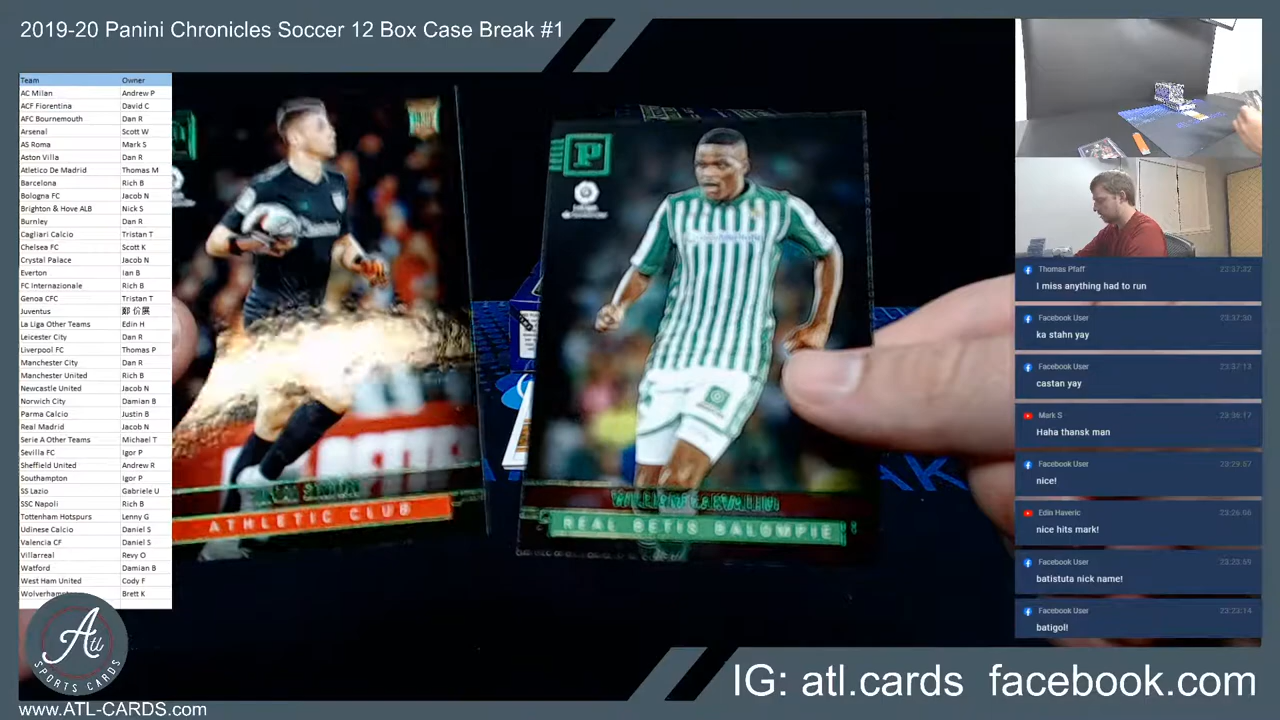 2019-20 Panini Chronicles Soccer 12 Box Case Break #1
Team Owner
AC Milan Andrew P
ACF Fiorentina David C
AFC Bournemouth Dan R
Arsenal Scott W
AS Roma Mark S
Aston Villa Dan R
Atletico De Madrid Thomas M
Barcelona Rich B
Bologna FC Jacob N
Brighton & Hove ALB Nick S
Burnley Dan R
Cagliari Calcio Tristan T
Chelsea FC Scott K
Crystal Palace Jacob N
Everton Ian B
FC Internazionale Rich B
Genoa CFC Tristan T
Juventus 鄭 份展
La Liga Other Teams Edin H
Leicester City Dan R
Liverpool FC Thomas P
Manchester City Dan R
Manchester United Rich B
Newcastle United Jacob N
Norwich City Damian B
Parma Calcio Justin B
Real Madrid Jacob N
Serie A Other Teams Michael T
Sevilla FC Igor P
Sheffield United Andrew R
Southampton Igor P
SS Lazio Gabriele U
SSC Napoli Rich B
Tottenham Hotspurs Lenny G
Udinese Calcio Daniel S
Valencia CF Daniel S
Villarreal Revy O
Watford Damian B
West Ham United Cody F
Brett K
ATHLETIC CLUB
P
REAL BETIS BALOMPIE
Thomas Pfaff 23:37:32
I miss anything had to run
Facebook User 23:37:30
ka stahn yay
Facebook User 23:37:13
castan yay
Mark S 23:36:17
Haha thansk man
Facebook User 23:29:57
nice!
Edin Haveric 23:26:00
nice hits mark!
Facebook User 23:23:59
batistuta nick name!
Facebook User 23:23:14
batigol!
Atl
SPORTS CARDS
www.ATL-CARDS.com
IG: atl.cards facebook.com